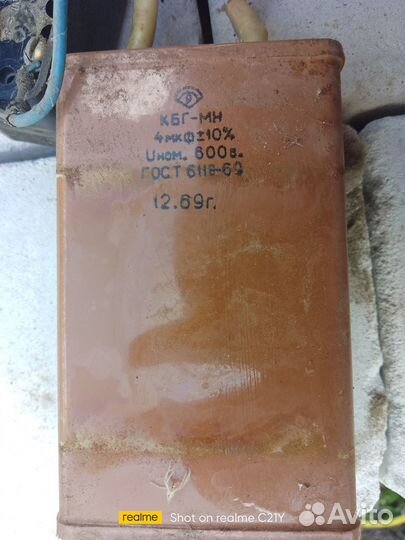 КБГ-МН
4мкф±10%
Uном. 600в.
ГОСТ 6118-69
12.69г.
realme Shot on realme C21Y
Avito